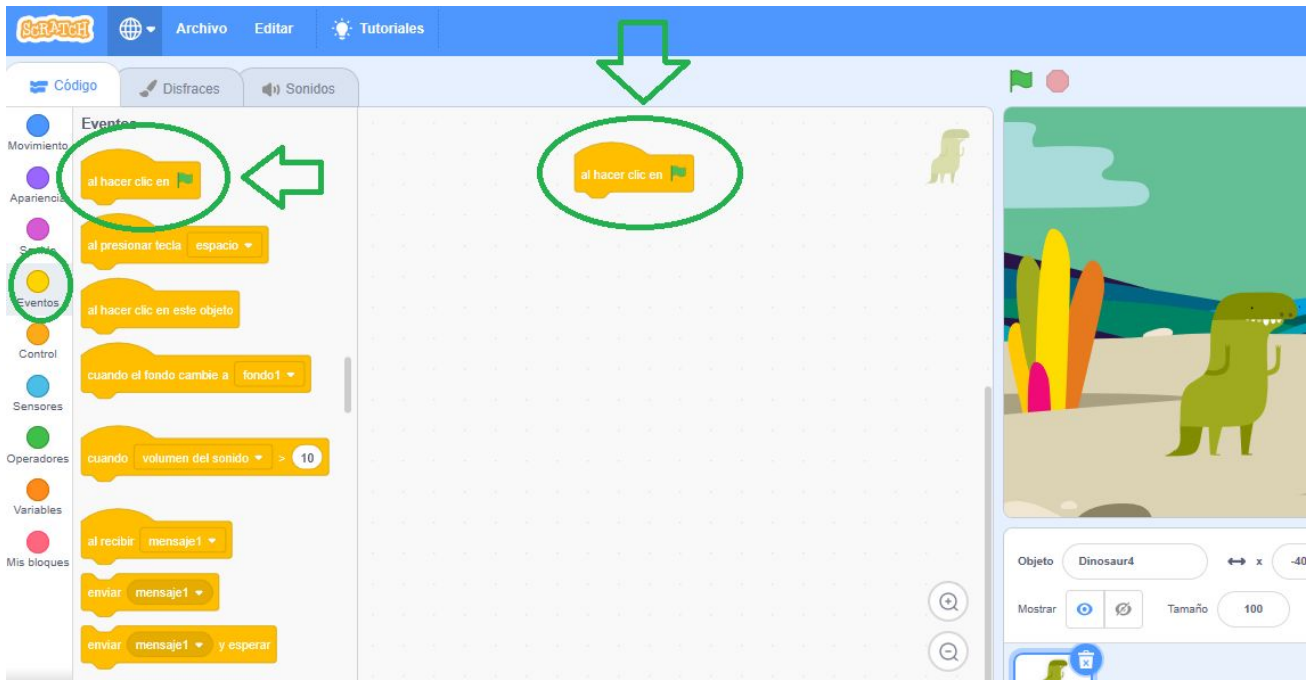 SCRATCH Archivo Editar Tutoriales
Código Disfraces Sonidos
Movimiento
Apariencia
Sonido
Eventos
Control
Sensores
Operadores
Variables
Mis bloques
Eventos
al hacer clic en
al presionar tecla espacio
al hacer clic en este objeto
cuando el fondo cambie a fondo1
cuando volumen del sonido > 10
al recibir mensaje1
enviar mensaje1
enviar mensaje1 y esperar
al hacer clic en
Objeto Dinosaur4 x -40
Mostrar Tamaño 100